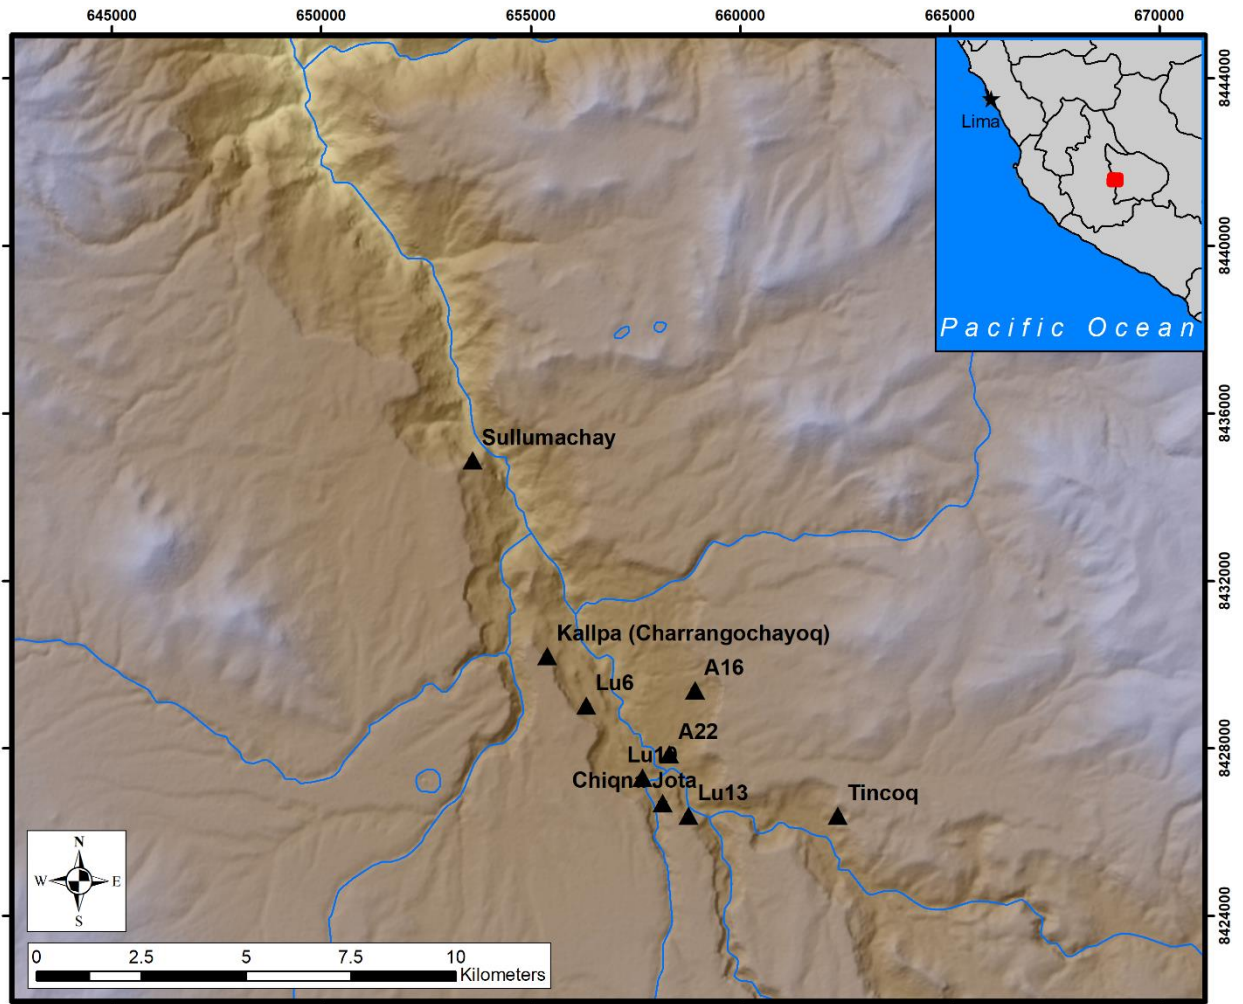 645000 650000 655000 660000 665000 670000
8444000
8440000
8436000
8432000
8428000
8424000
Lima
Pacific Ocean
Sullumachay
Kallpa (Charrangochayoq)
A16
Lu6
A22
Chiqna Jota
Lu13
Tincoq
N
W E
S
0 2.5 5 7.5 10
Kilometers